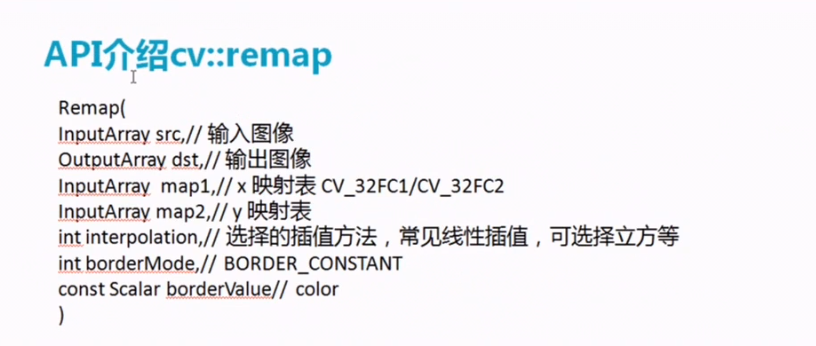 API介绍cv::remap
Remap(
InputArray src,// 输入图像
OutputArray dst,// 输出图像
InputArray  map1,// x 映射表 CV_32FC1/CV_32FC2
InputArray map2,// y 映射表
int interpolation,// 选择的插值方法，常见线性插值，可选择立方等
int borderMode,// BORDER_CONSTANT
const Scalar borderValue// color
)